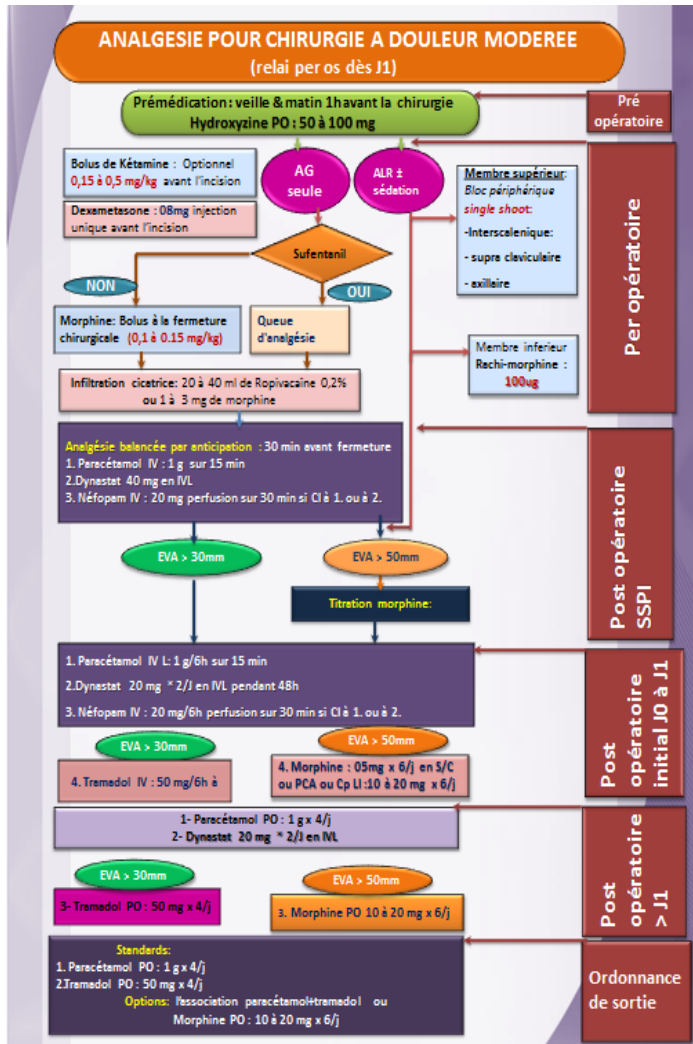 ANALGESIE POUR CHIRURGIE A DOULEUR MODEREE
(relai per os dès J1)
Prémédication : veille & matin 1h avant la chirurgie
Hydroxyzine PO : 50 à 100 mg
Pré
opératoire
Bolus de Kétamine : Optionnel
0,15 à 0,5 mg/kg avant l'incision
Dexametasone : 08mg injection
unique avant l'incision
AG
seule
ALR ±
sédation
Membre supérieur:
Bloc périphérique
single shoot:
-Interscalenique:
- supra claviculaire
- axillaire
Per opératoire
Sufentanil
NON
OUI
Morphine: Bolus à la fermeture
chirurgicale (0,1 à 0.15 mg/kg)
Queue
d'analgésie
Membre inferieur
Rachi-morphine :
100ug
Infiltration cicatrice: 20 à 40 ml de Ropivacaine 0,2%
ou 1 à 3 mg de morphine
Analgésie balancée par anticipation : 30 min avant fermeture
1. Paracétamol IV : 1 g sur 15 min
2.Dynastat 40 mg en IVL
3. Néfopam IV : 20 mg perfusion sur 30 min si CI à 1. ou à 2.
Post opératoire
SSPI
EVA > 30mm
EVA > 50mm
Titration morphine:
1. Paracétamol IV L: 1 g/6h sur 15 min
2.Dynastat 20 mg * 2/J en IVL pendant 48h
3. Néfopam IV : 20 mg/6h perfusion sur 30 min si CI à 1. ou à 2.
Post
opératoire
initial J0 à J1
EVA > 30mm
EVA > 50mm
4. Tramadol IV : 50 mg/6h à
4. Morphine : 05mg x 6/j en S/C
ou PCA ou Cp LI :10 à 20 mg x 6/j
1- Paracétamol PO : 1 g x 4/j
2- Dynastat 20 mg * 2/J en IVL
Post
opératoire
> J1
EVA > 30mm
EVA > 50mm
3- Tramadol PO : 50 mg x 4/j
3. Morphine PO 10 à 20 mg x 6/j
Standards:
1. Paracétamol PO : 1 g x 4/j
2.Tramadol PO : 50 mg x 4/j
Options: l'association paracétamol+tramadol ou
Morphine PO : 10 à 20 mg x 6/j
Ordonnance
de sortie